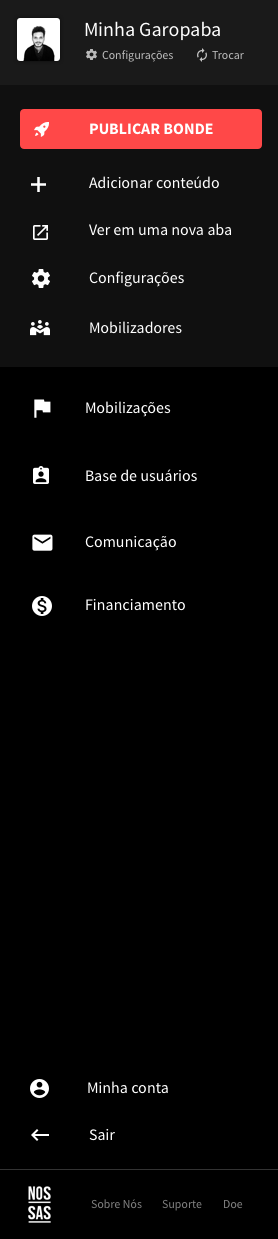 Minha Garopaba
Configurações Trocar
PUBLICAR BONDE
Adicionar conteúdo
Ver em uma nova aba
Configurações
Mobilizadores
Mobilizações
Base de usuários
Comunicação
Financiamento
Minha conta
Sair
NOS
SAS
Sobre Nós Suporte Doe